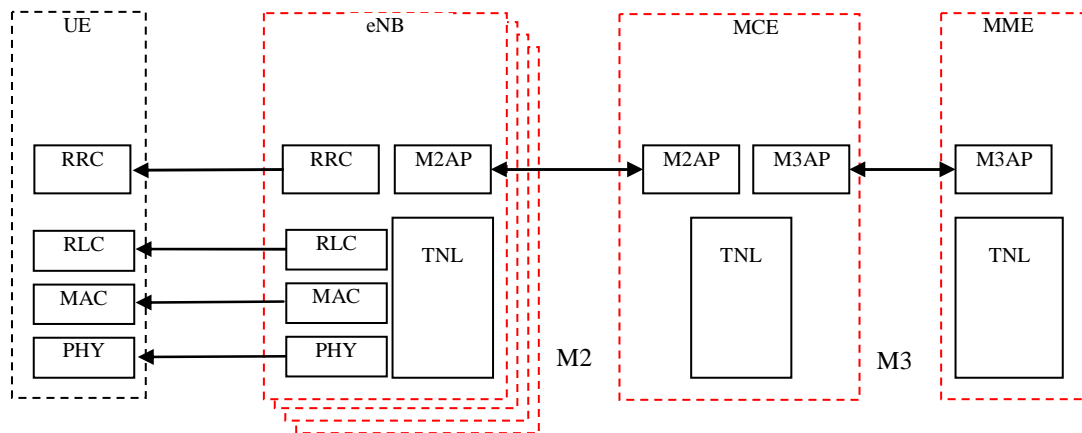 UE
eNB
MCE
MME
RRC
RRC
M2AP
M2AP
M3AP
M3AP
RLC
RLC
TNL
TNL
TNL
MAC
MAC
PHY
PHY
M2
M3